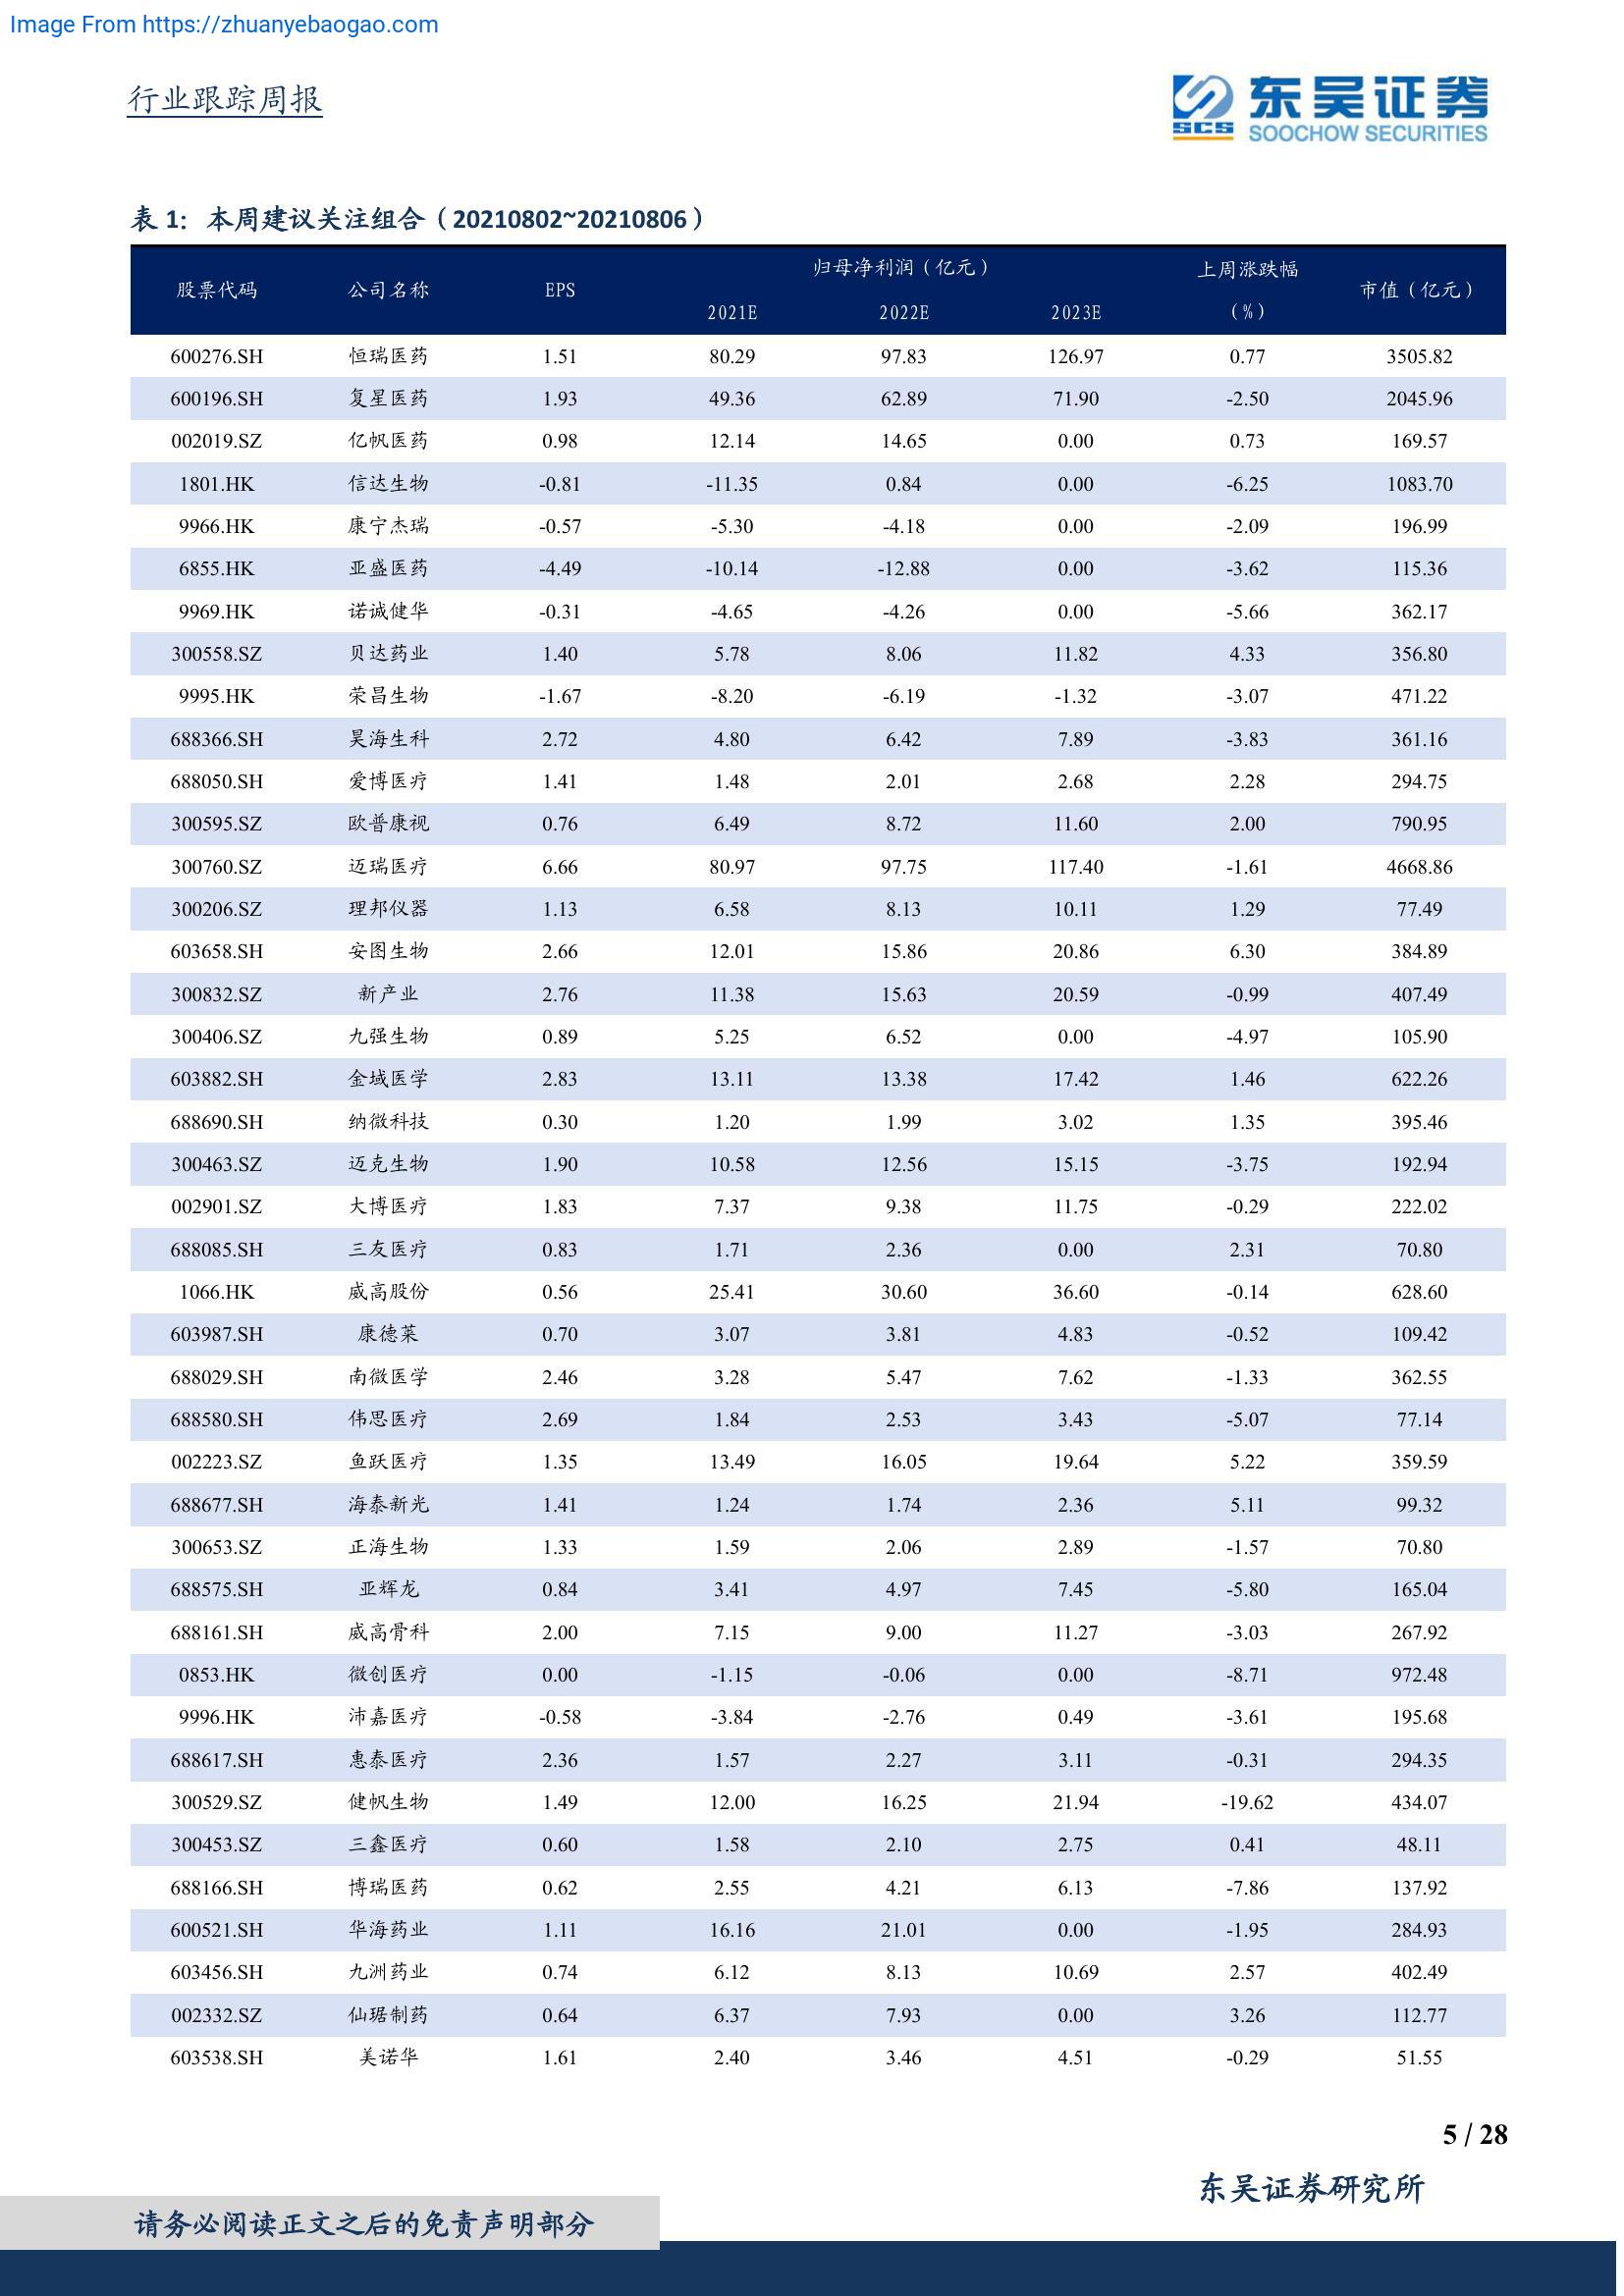 Image From https://zhuanyebaogao.com
行业跟踪周报
SCS 东吴证券
SOOCHOW SECURITIES
表 1： 本周建议关注组合（20210802~20210806）
股票代码 公司名称 EPS 归母净利润（亿元） 上周涨跌幅 市值（亿元）
2021E 2022E 2023E （%）
600276.SH 恒瑞医药 1.51 80.29 97.83 126.97 0.77 3505.82
600196.SH 复星医药 1.93 49.36 62.89 71.90 -2.50 2045.96
002019.SZ 亿帆医药 0.98 12.14 14.65 0.00 0.73 169.57
1801.HK 信达生物 -0.81 -11.35 0.84 0.00 -6.25 1083.70
9966.HK 康宁杰瑞 -0.57 -5.30 -4.18 0.00 -2.09 196.99
6855.HK 亚盛医药 -4.49 -10.14 -12.88 0.00 -3.62 115.36
9969.HK 诺诚健华 -0.31 -4.65 -4.26 0.00 -5.66 362.17
300558.SZ 贝达药业 1.40 5.78 8.06 11.82 4.33 356.80
9995.HK 荣昌生物 -1.67 -8.20 -6.19 -1.32 -3.07 471.22
688366.SH 昊海生科 2.72 4.80 6.42 7.89 -3.83 361.16
688050.SH 爱博医疗 1.41 1.48 2.01 2.68 2.28 294.75
300595.SZ 欧普康视 0.76 6.49 8.72 11.60 2.00 790.95
300760.SZ 迈瑞医疗 6.66 80.97 97.75 117.40 -1.61 4668.86
300206.SZ 理邦仪器 1.13 6.58 8.13 10.11 1.29 77.49
603658.SH 安图生物 2.66 12.01 15.86 20.86 6.30 384.89
300832.SZ 新产业 2.76 11.38 15.63 20.59 -0.99 407.49
300406.SZ 九强生物 0.89 5.25 6.52 0.00 -4.97 105.90
603882.SH 金域医学 2.83 13.11 13.38 17.42 1.46 622.26
688690.SH 纳微科技 0.30 1.20 1.99 3.02 1.35 395.46
300463.SZ 迈克生物 1.90 10.58 12.56 15.15 -3.75 192.94
002901.SZ 大博医疗 1.83 7.37 9.38 11.75 -0.29 222.02
688085.SH 三友医疗 0.83 1.71 2.36 0.00 2.31 70.80
1066.HK 威高股份 0.56 25.41 30.60 36.60 -0.14 628.60
603987.SH 康德莱 0.70 3.07 3.81 4.83 -0.52 109.42
688029.SH 南微医学 2.46 3.28 5.47 7.62 -1.33 362.55
688580.SH 伟思医疗 2.69 1.84 2.53 3.43 -5.07 77.14
002223.SZ 鱼跃医疗 1.35 13.49 16.05 19.64 5.22 359.59
688677.SH 海泰新光 1.41 1.24 1.74 2.36 5.11 99.32
300653.SZ 正海生物 1.33 1.59 2.06 2.89 -1.57 70.80
688575.SH 亚辉龙 0.84 3.41 4.97 7.45 -5.80 165.04
688161.SH 威高骨科 2.00 7.15 9.00 11.27 -3.03 267.92
0853.HK 微创医疗 0.00 -1.15 -0.06 0.00 -8.71 972.48
9996.HK 沛嘉医疗 -0.58 -3.84 -2.76 0.49 -3.61 195.68
688617.SH 惠泰医疗 2.36 1.57 2.27 3.11 -0.31 294.35
300529.SZ 健帆生物 1.49 12.00 16.25 21.94 -19.62 434.07
300453.SZ 三鑫医疗 0.60 1.58 2.10 2.75 0.41 48.11
688166.SH 博瑞医药 0.62 2.55 4.21 6.13 -7.86 137.92
600521.SH 华海药业 1.11 16.16 21.01 0.00 -1.95 284.93
603456.SH 九洲药业 0.74 6.12 8.13 10.69 2.57 402.49
002332.SZ 仙琚制药 0.64 6.37 7.93 0.00 3.26 112.77
603538.SH 美诺华 1.61 2.40 3.46 4.51 -0.29 51.55
5 / 28
东吴证券研究所
请务必阅读正文之后的免责声明部分